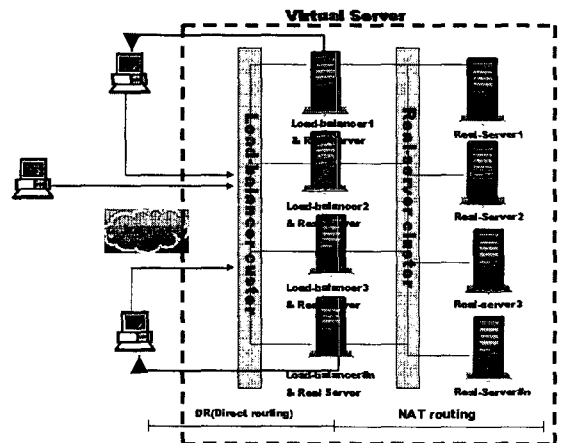 Virtual Server
Load-balancer custer
Real-server-cluster
Load-balancer1
& Real Server
Real-Server1
Load-balancer2
& Real Server
Real-Server2
Load-balancer3
& Real Server
Real-server3
Load-balancer#n
& Real Server
Real-Server#n
DR(Direct routing)
NAT routing